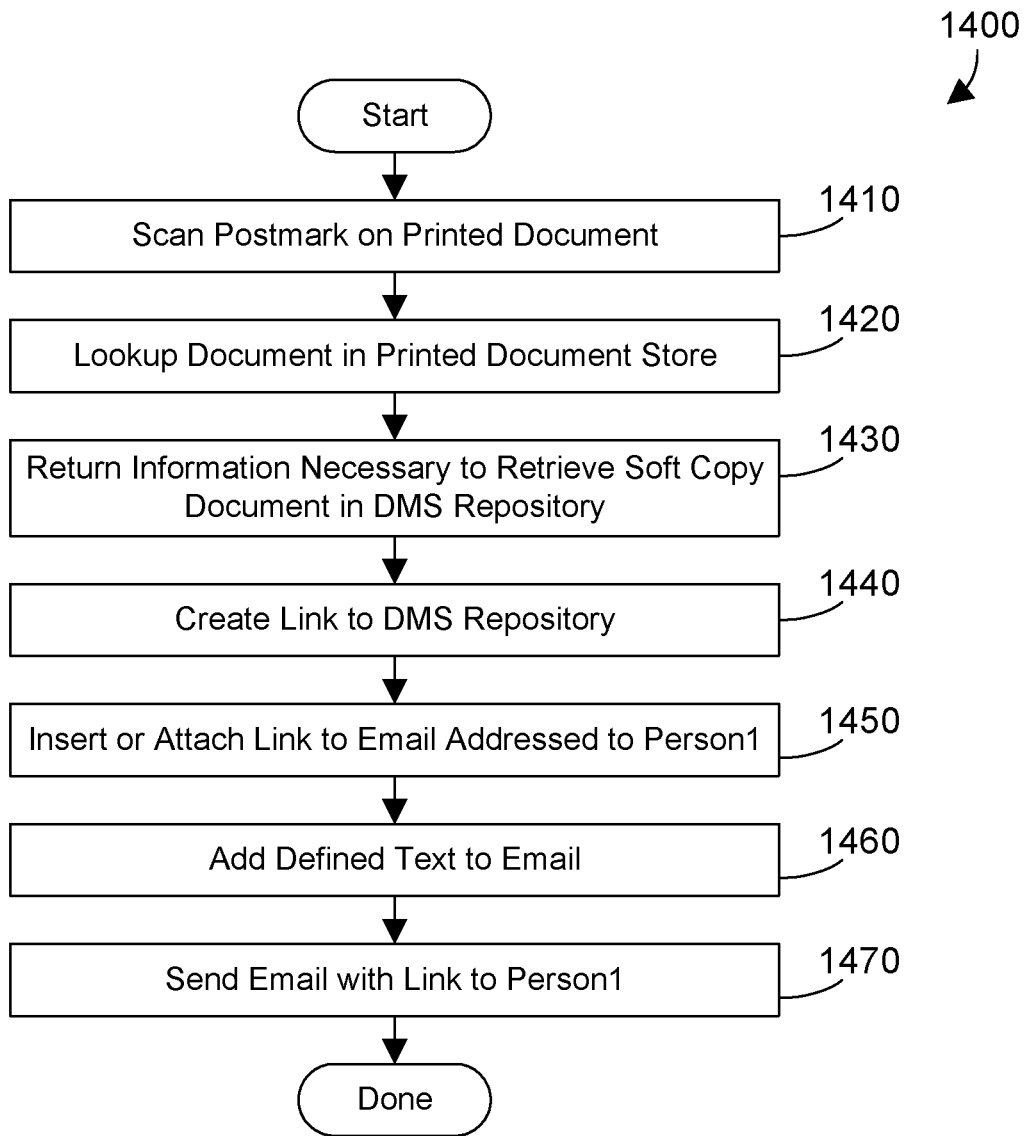 1400
Start
1410
Scan Postmark on Printed Document
1420
Lookup Document in Printed Document Store
1430
Return Information Necessary to Retrieve Soft Copy
Document in DMS Repository
1440
Create Link to DMS Repository
1450
Insert or Attach Link to Email Addressed to Person1
1460
Add Defined Text to Email
1470
Send Email with Link to Person1
Done